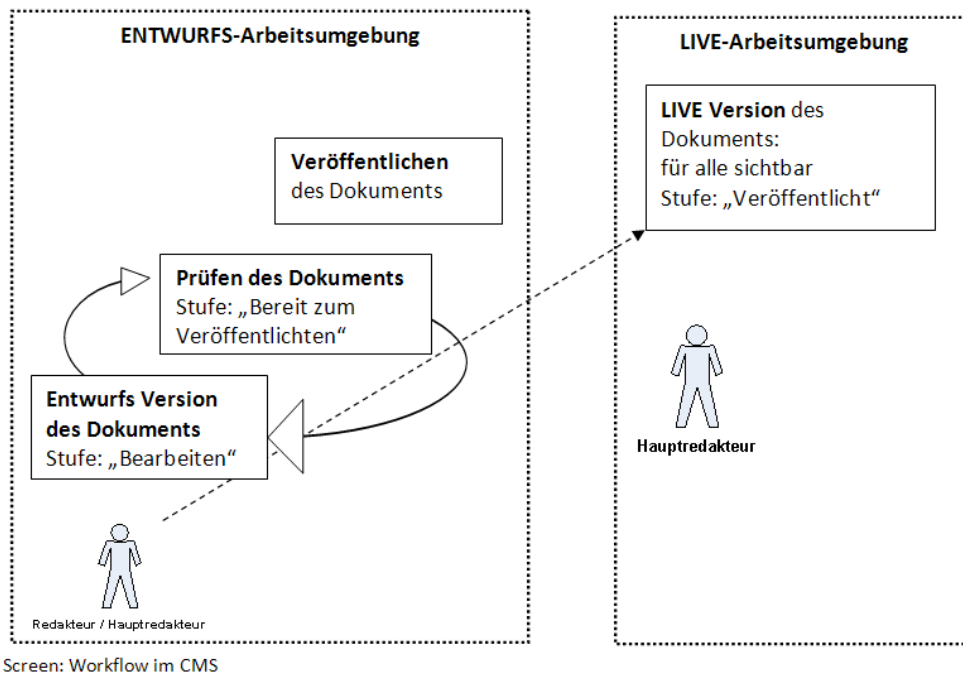 ENTWURFS-Arbeitsumgebung
Veröffentlichen
des Dokuments
Prüfen des Dokuments
Stufe: „Bereit zum
Veröffentlichten“
Entwurfs Version
des Dokuments
Stufe: „Bearbeiten“
Redakteur / Hauptredakteur
LIVE-Arbeitsumgebung
LIVE Version des
Dokuments:
für alle sichtbar
Stufe: „Veröffentlicht“
Hauptredakteur
Screen: Workflow im CMS